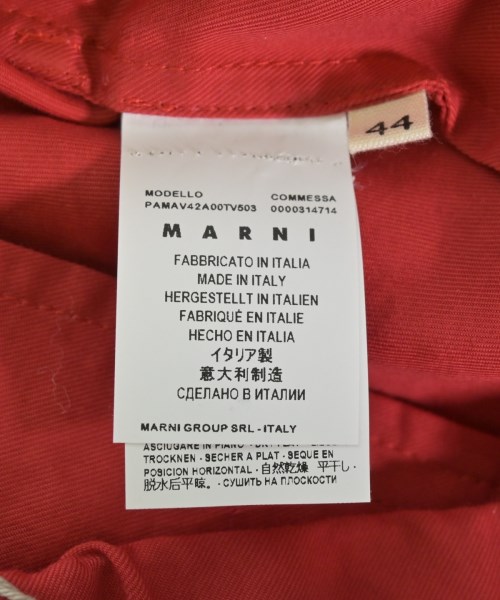 44
MODELLO COMMESSA
PAMAV42A00TV503 0000314714
MARNI
FABBRICATO IN ITALIA
MADE IN ITALY
HERGESTELLT IN ITALIEN
FABRIQUÉ EN ITALIE
HECHO EN ITALIA
イタリア製
意大利制造
СДЕЛАНО В ИТАЛИИ
MARNI GROUP SRL - ITALY
ASCIUGARE IN PIANO
TROCKNEN - SECHER A PLAT - SEQUE EN
POSICION HORIZONTAL - 自然乾燥 平干 -
脱水后平晾。 - СУШИТЬ НА ПЛОСКОСТИ